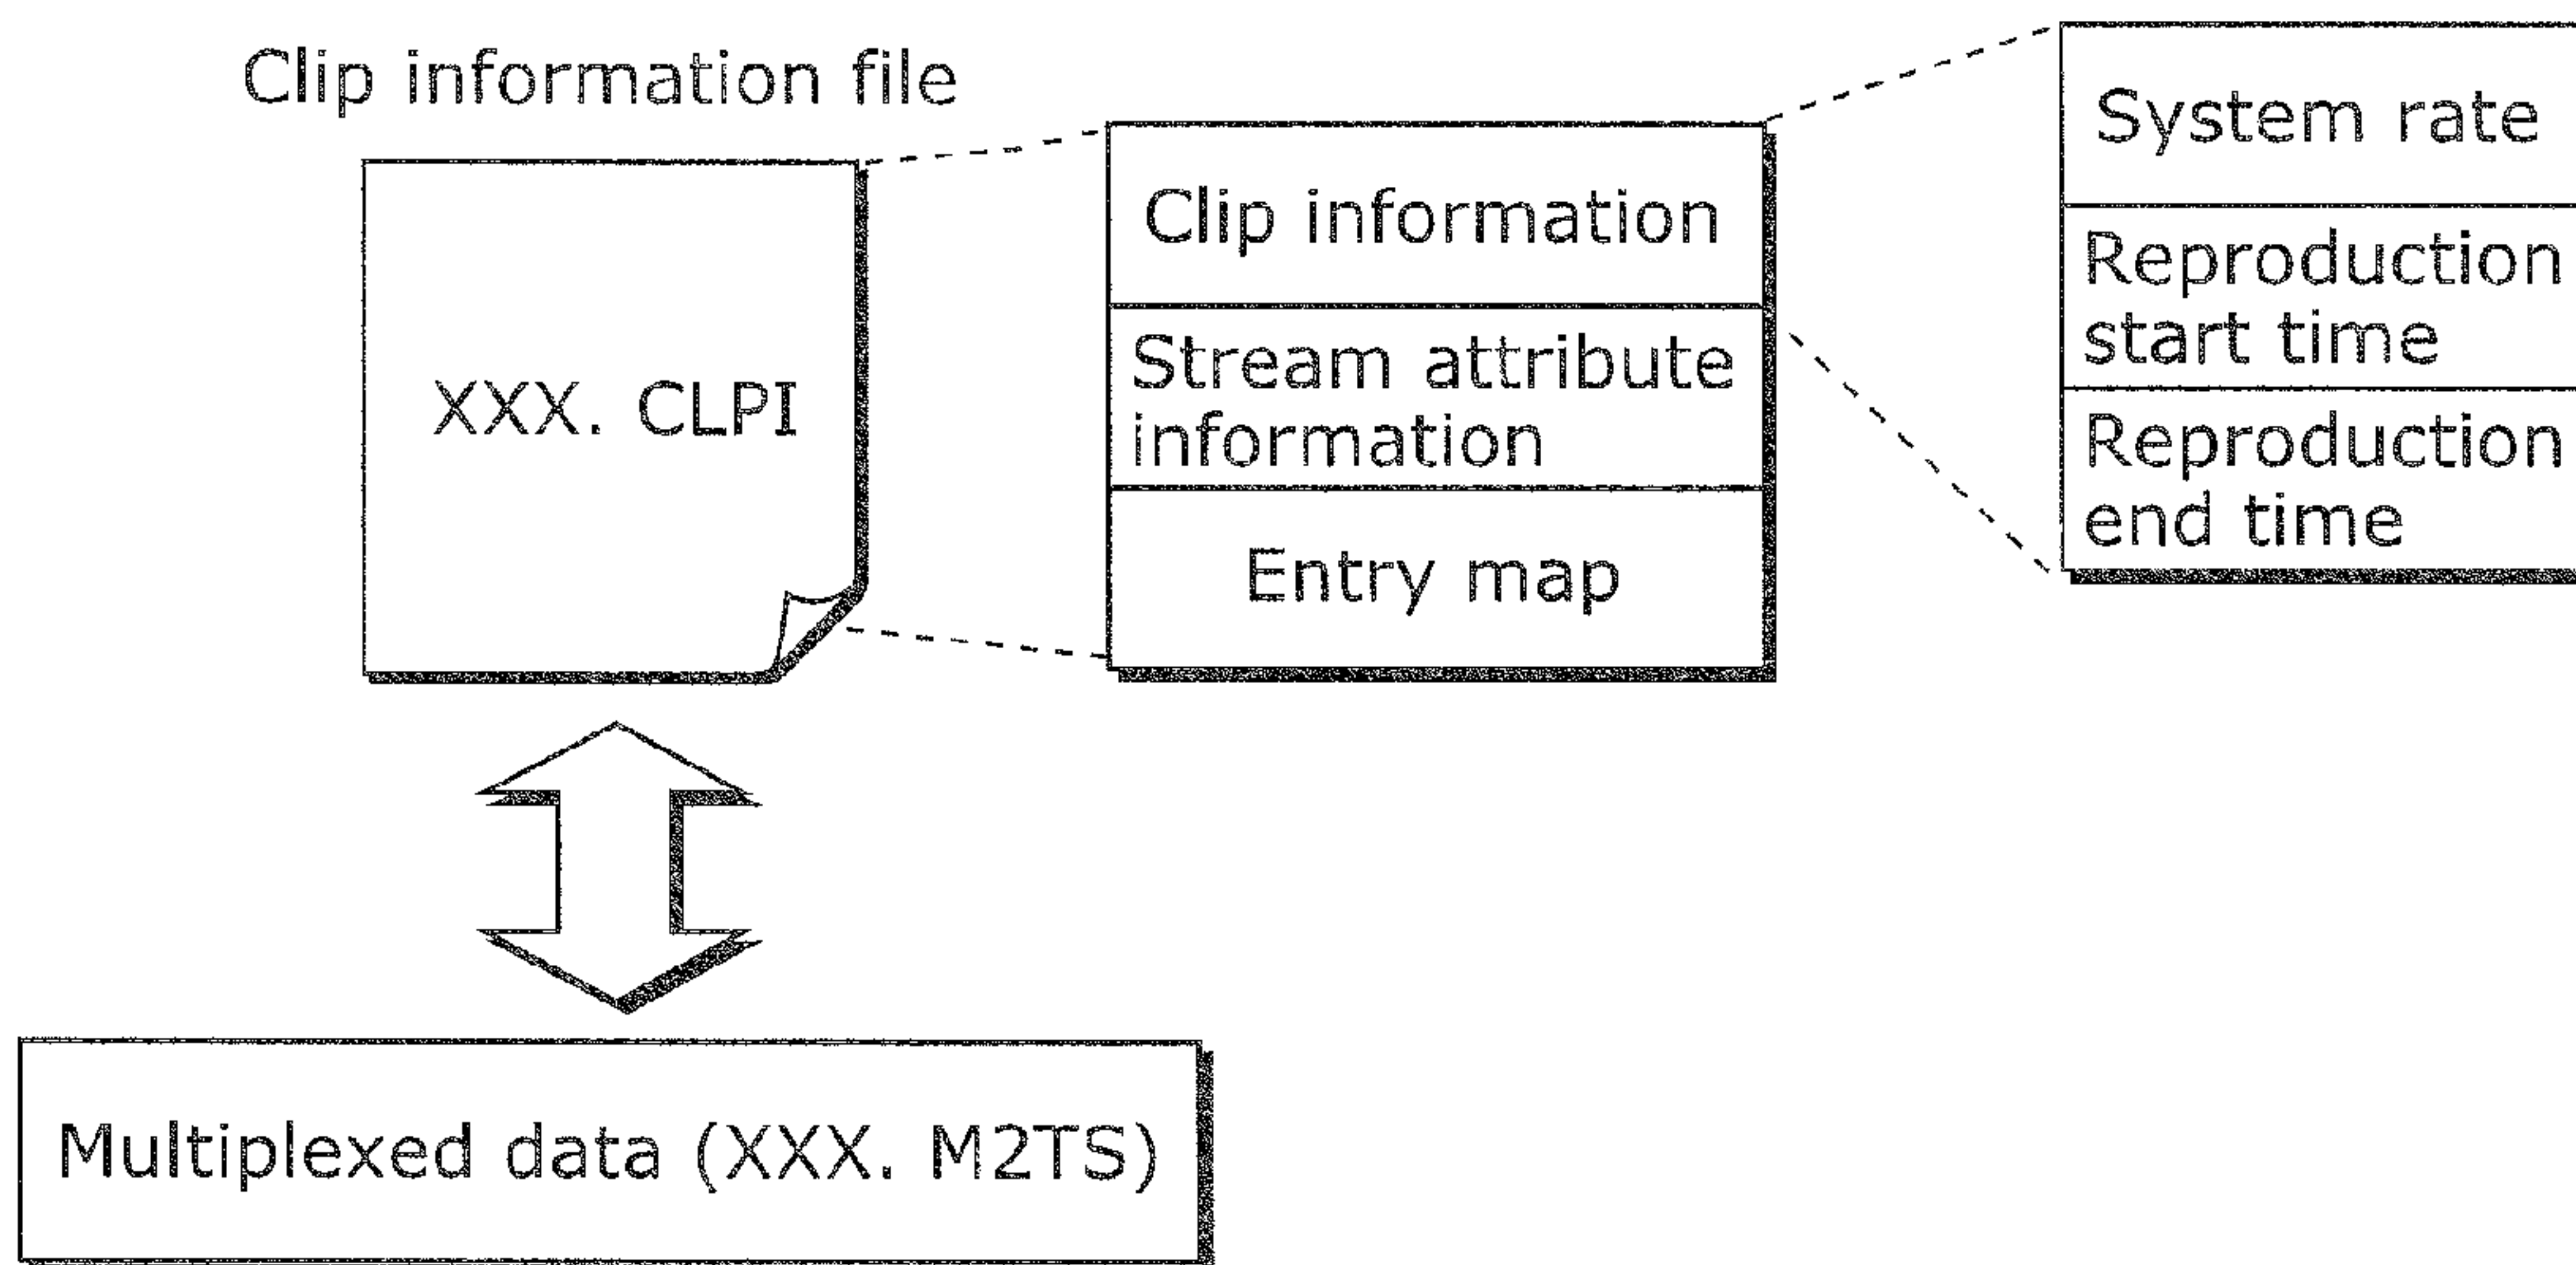 Clip information file
XXX. CLPI
Clip information
Stream attribute
information
Entry map
System rate
Reproduction
start time
Reproduction
end time
Multiplexed data (XXX. M2TS)